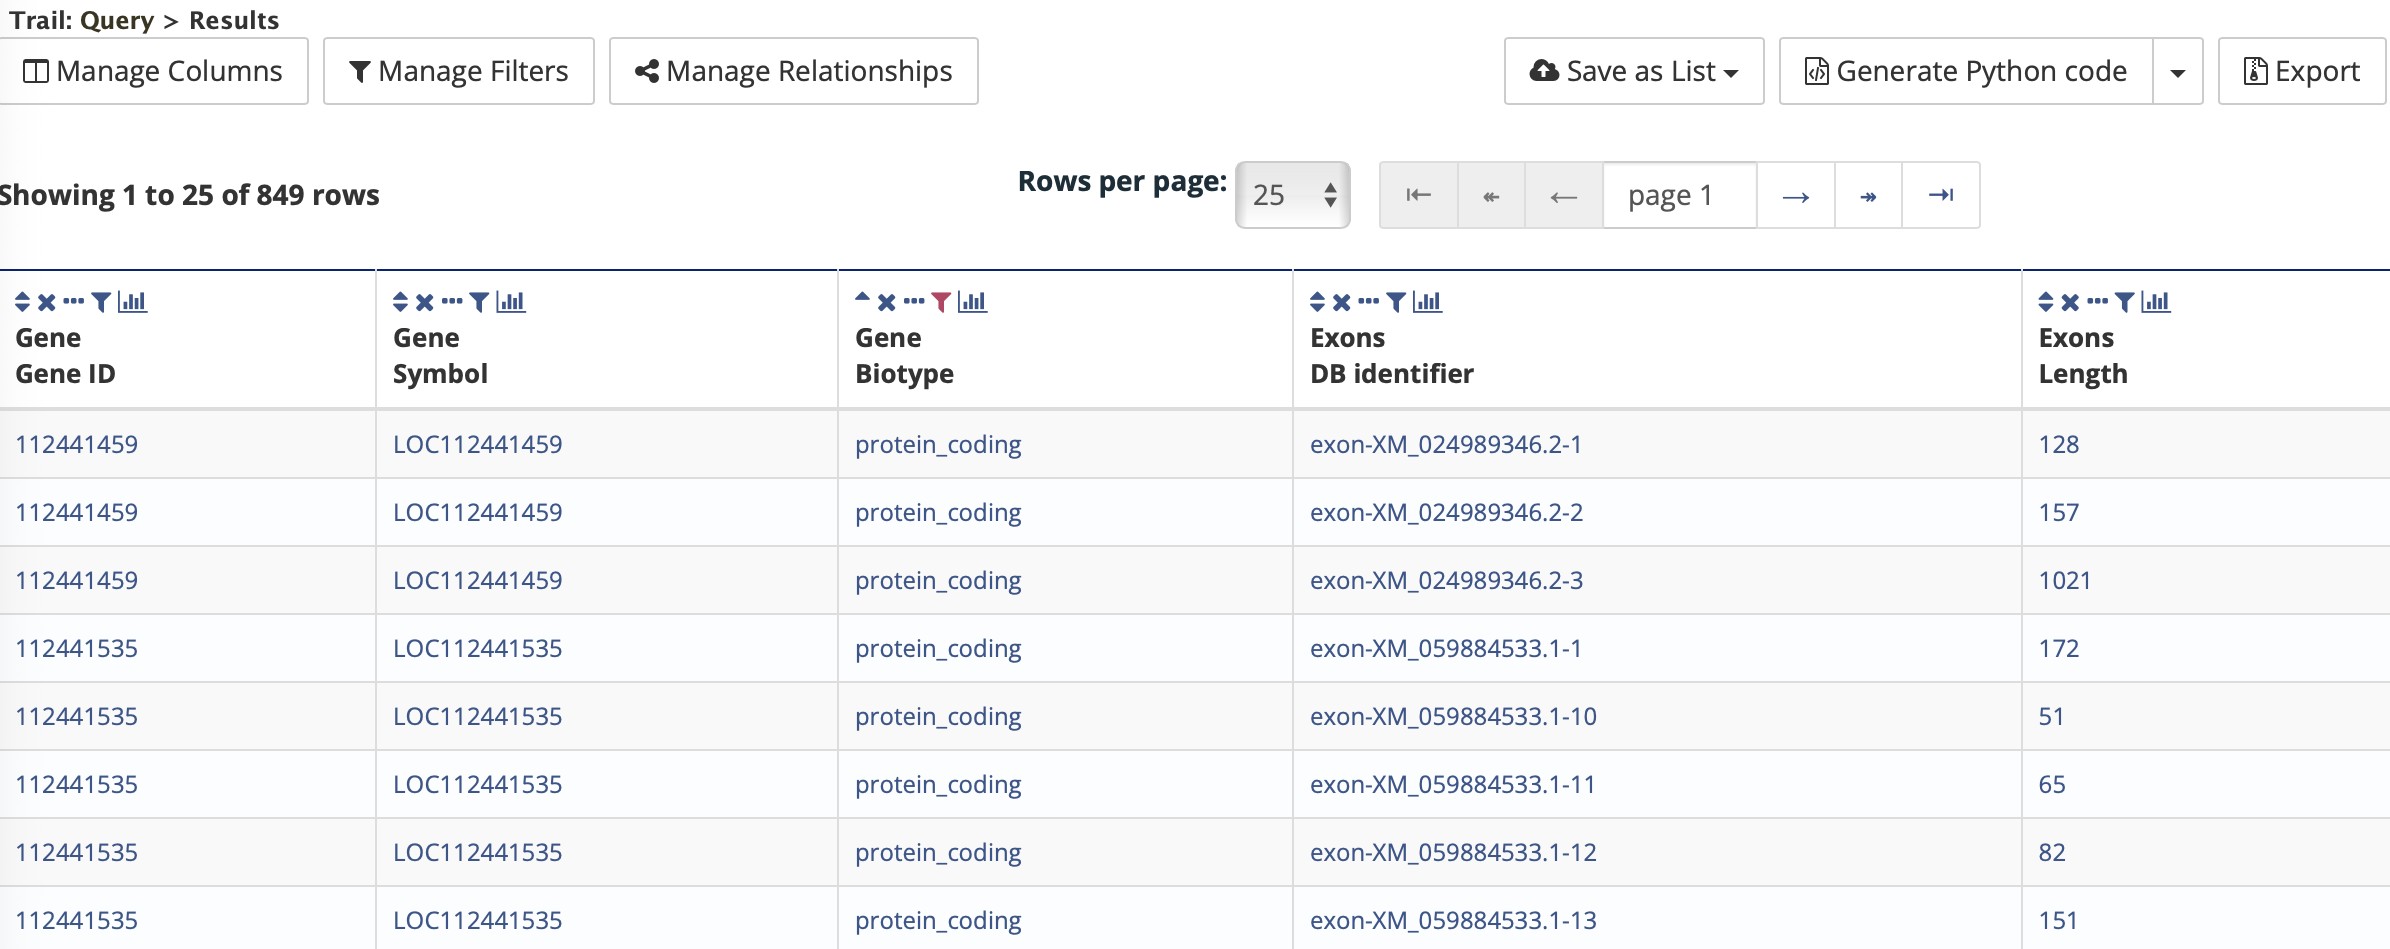 Trail: Query > Results
Manage Columns Manage Filters Manage Relationships Save as List Generate Python code Export
Showing 1 to 25 of 849 rows Rows per page: 25 page 1
Gene Gene Gene Exons Exons
Gene ID Symbol Biotype DB identifier Length
112441459 LOC112441459 protein_coding exon-XM_024989346.2-1 128
112441459 LOC112441459 protein_coding exon-XM_024989346.2-2 157
112441459 LOC112441459 protein_coding exon-XM_024989346.2-3 1021
112441535 LOC112441535 protein_coding exon-XM_059884533.1-1 172
112441535 LOC112441535 protein_coding exon-XM_059884533.1-10 51
112441535 LOC112441535 protein_coding exon-XM_059884533.1-11 65
112441535 LOC112441535 protein_coding exon-XM_059884533.1-12 82
112441535 LOC112441535 protein_coding exon-XM_059884533.1-13 151